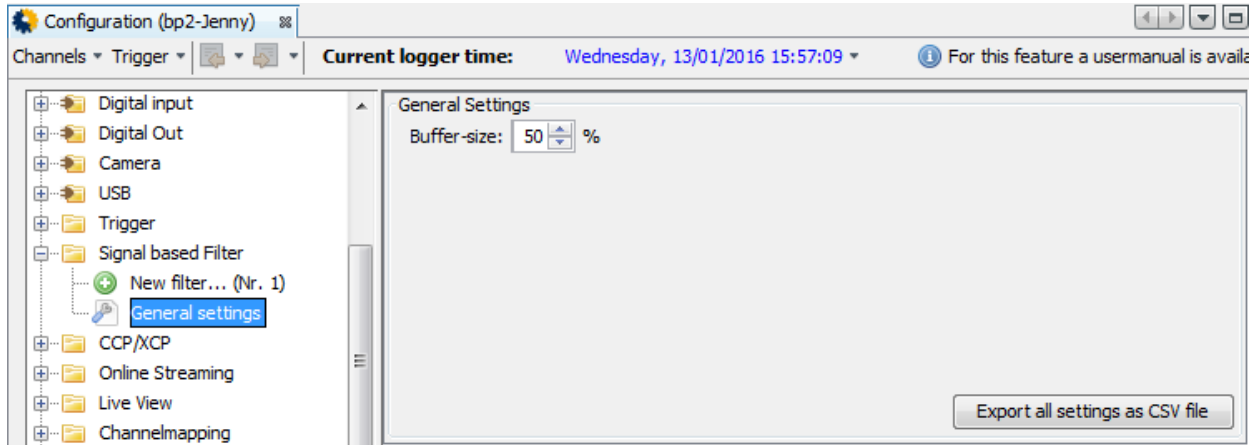 Configuration (bp2-Jenny)
Channels Trigger Current logger time: Wednesday, 13/01/2016 15:57:09 For this feature a usermanual is availa
Digital input
Digital Out
Camera
USB
Trigger
Signal based Filter
New filter... (Nr. 1)
General settings
CCP/XCP
Online Streaming
Live View
Channelmapping
General Settings
Buffer-size: 50 %
Export all settings as CSV file